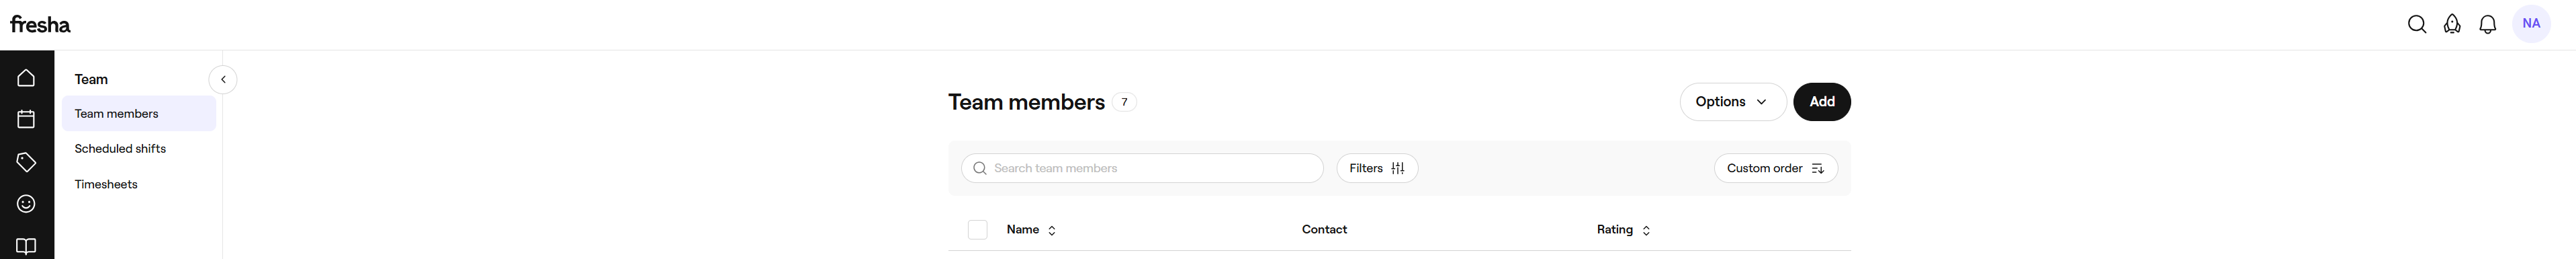 fresha
NA
Team
Team members
Scheduled shifts
Timesheets
Team members 7
Options
Add
Search team members
Filters
Custom order
Name
Contact
Rating